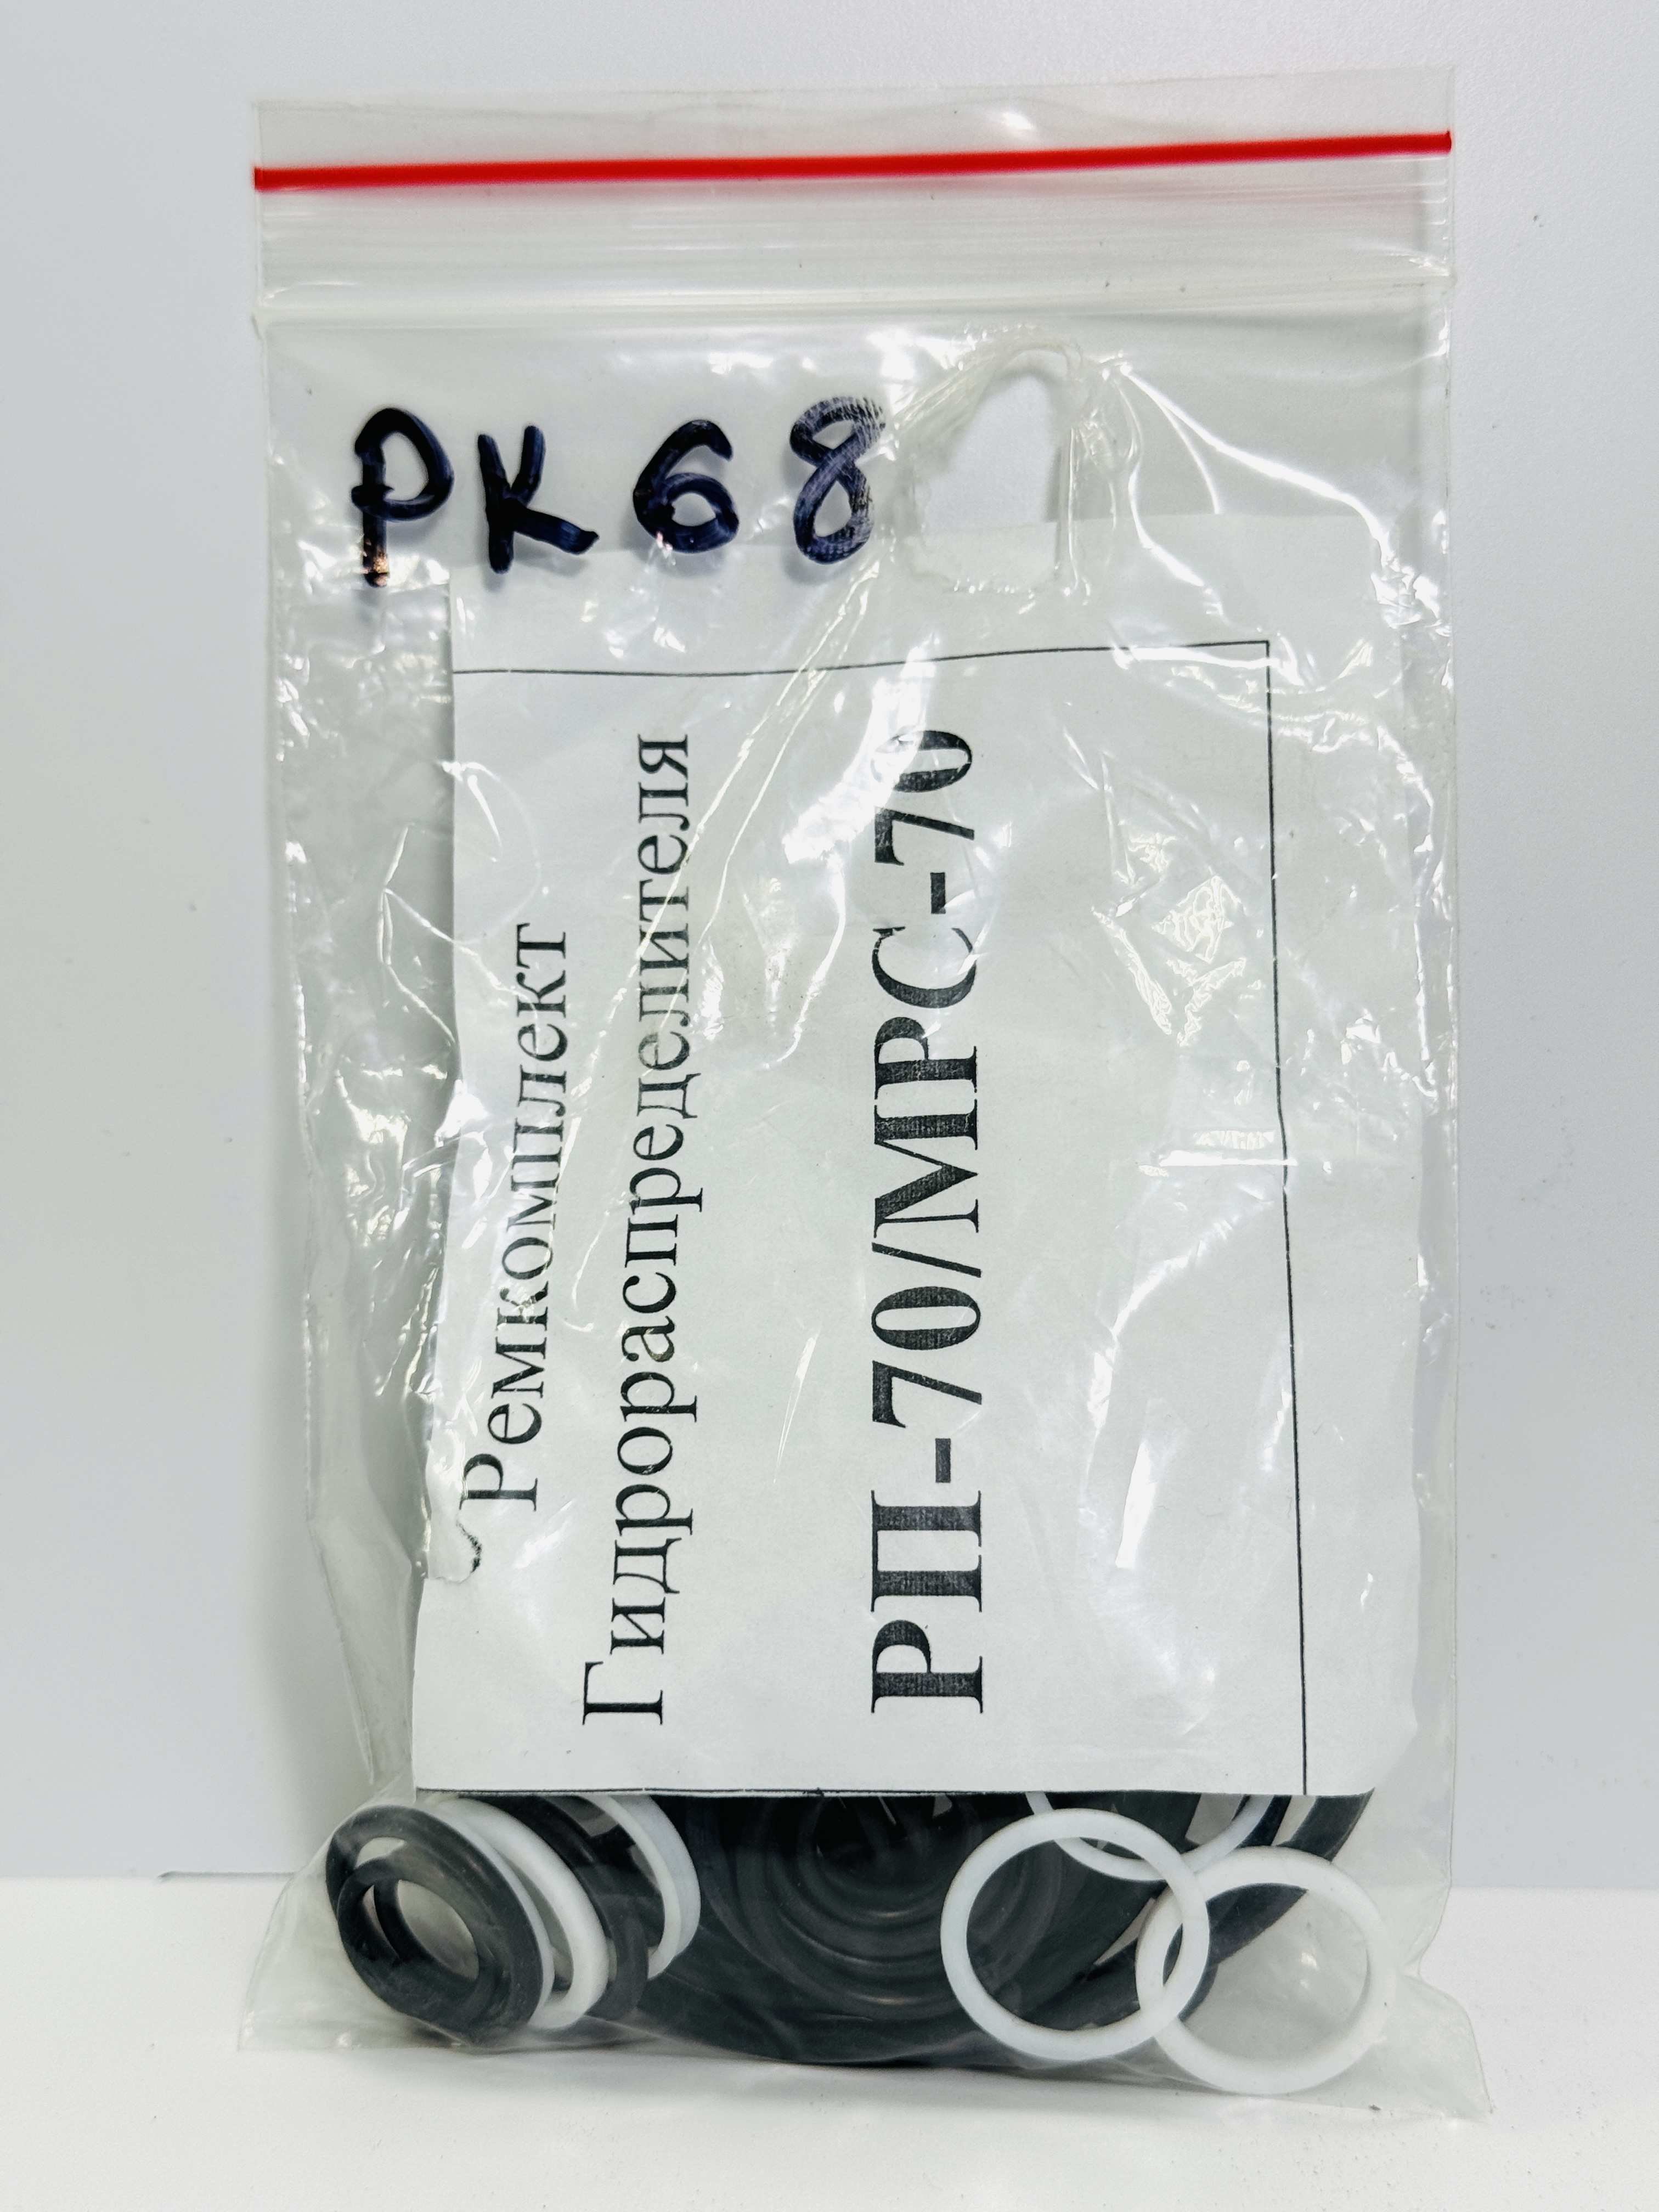 РК68
Ремкомплект
Гидрораспределителя
РП-70/МРС-70